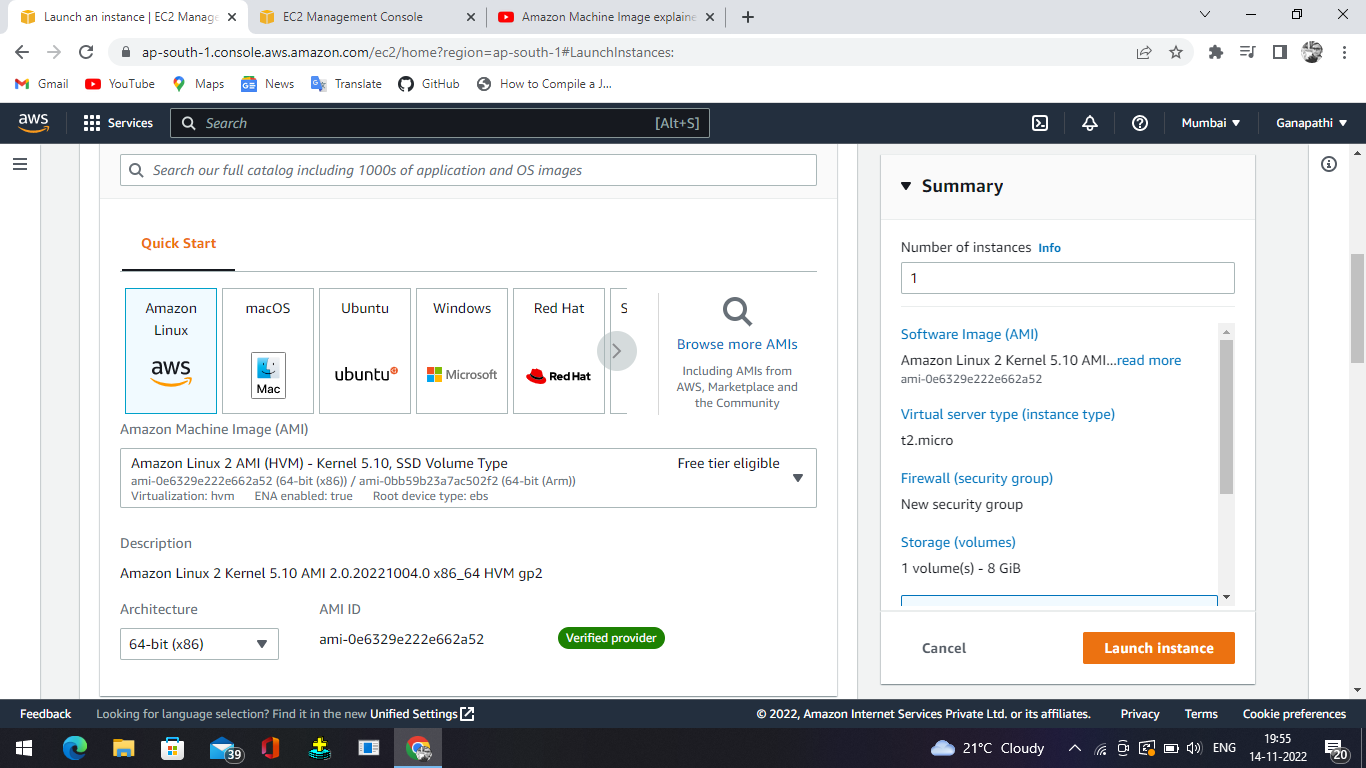 Launch an instance | EC2 Manage
EC2 Management Console
Amazon Machine Image explaine
ap-south-1.console.aws.amazon.com/ec2/home?region=ap-south-1#LaunchInstances:
Gmail
YouTube
Maps
News
Translate
GitHub
How to Compile a J...
aws
Services
Search
[Alt+S]
Mumbai
Ganapathi
Search our full catalog including 1000s of application and OS images
Quick Start
Amazon
Linux
aws
macOS
Mac
Ubuntu
ubuntu
Windows
Microsoft
Red Hat
Red Hat
S
Browse more AMIs
Including AMIs from
AWS, Marketplace and
the Community
Amazon Machine Image (AMI)
Amazon Linux 2 AMI (HVM) - Kernel 5.10, SSD Volume Type
Free tier eligible
ami-0e6329e222e662a52 (64-bit (x86)) / ami-0bb59b23a7ac502f2 (64-bit (Arm))
Virtualization: hvm ENA enabled: true Root device type: ebs
Description
Amazon Linux 2 Kernel 5.10 AMI 2.0.20221004.0 x86_64 HVM gp2
Architecture
64-bit (x86)
AMI ID
ami-0e6329e222e662a52
Verified provider
Summary
Number of instances Info
1
Software Image (AMI)
Amazon Linux 2 Kernel 5.10 AMI...read more
ami-0e6329e222e662a52
Virtual server type (instance type)
t2.micro
Firewall (security group)
New security group
Storage (volumes)
1 volume(s) - 8 GiB
Cancel
Launch instance
Feedback
Looking for language selection? Find it in the new Unified Settings
© 2022, Amazon Internet Services Private Ltd. or its affiliates.
Privacy
Terms
Cookie preferences
39
21°C Cloudy
ENG
19:55
14-11-2022
20